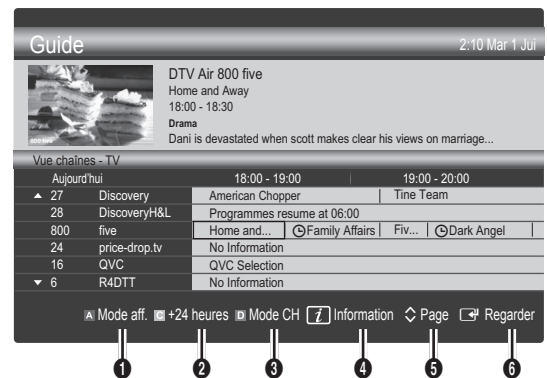 Guide 2:10 Mar 1 Jui
DTV Air 800 five
Home and Away
18:00 - 18:30
Drama
Dani is devastated when scott makes clear his views on marriage...
800 five
Vue chaînes - TV
Aujourd'hui 18:00 - 19:00 19:00 - 20:00
▲ 27 Discovery American Chopper Tine Team
28 DiscoveryH&L Programmes resume at 06:00
800 five Home and... Family Affairs Fiv... Dark Angel
24 price-drop.tv No Information
16 QVC QVC Selection
▼ 6 R4DTT No Information
A Mode aff. C +24 heures D Mode CH i Information Page Regarder
1 2 3 4 5 6